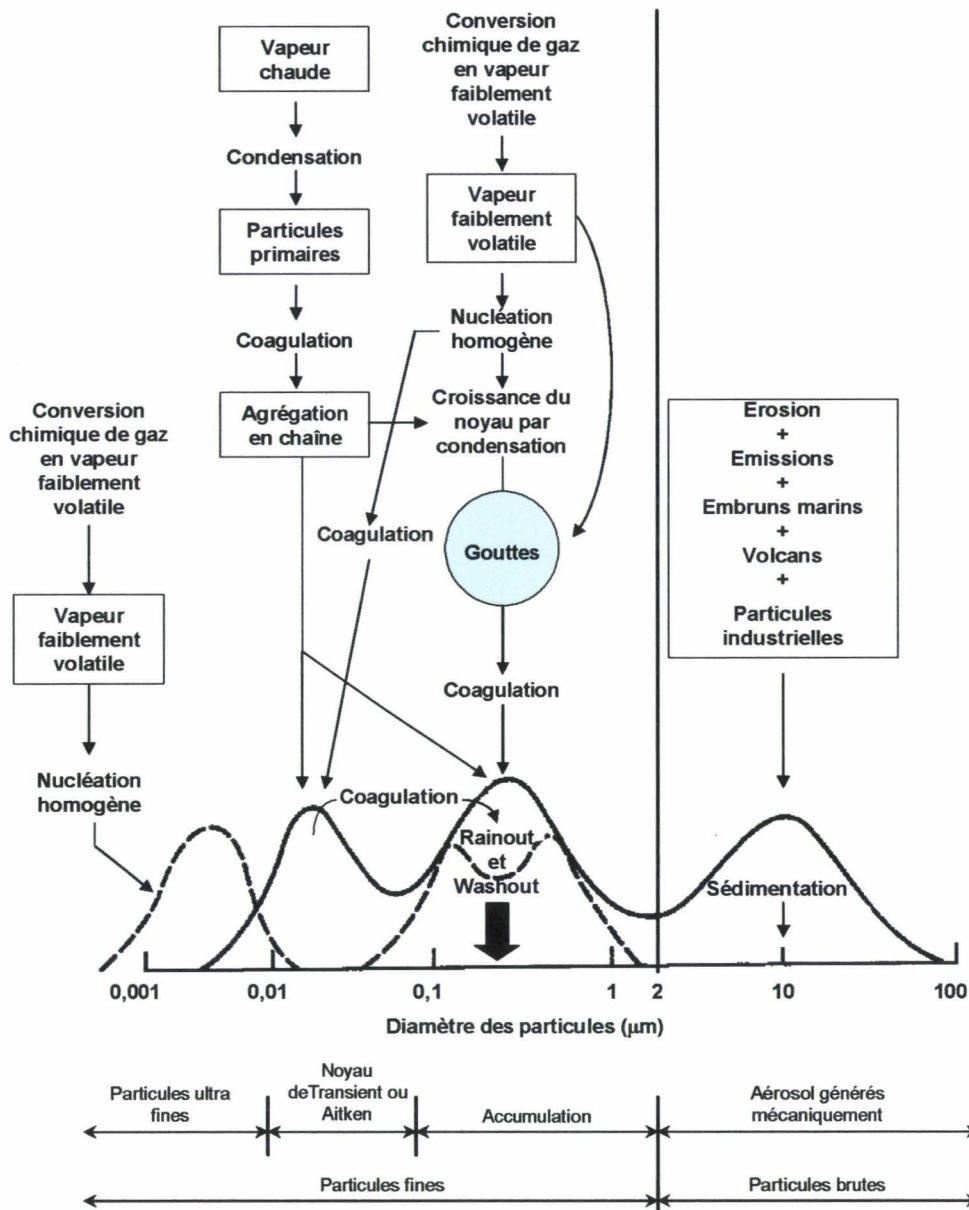 Vapeur
chaude
Condensation
Particules
primaires
Coagulation
Agrégation
en chaîne
Conversion
chimique de gaz
en vapeur
faiblement
volatile
Vapeur
faiblement
volatile
Nucléation
homogène
Croissance du
noyau par
condensation
Coagulation
Gouttes
Coagulation
Conversion
chimique de gaz
en vapeur
faiblement
volatile
Vapeur
faiblement
volatile
Nucléation
homogène
Erosion
+
Emissions
+
Embruns marins
+
Volcans
+
Particules
industrielles
Coagulation
Rainout
et
Washout
Sédimentation
0,001 0,01 0,1 1 2 10 100
Diamètre des particules (µm)
Particules ultra
fines
Noyau
deTransient ou
Aitken
Accumulation
Aérosol générés
mécaniquement
Particules fines
Particules brutes